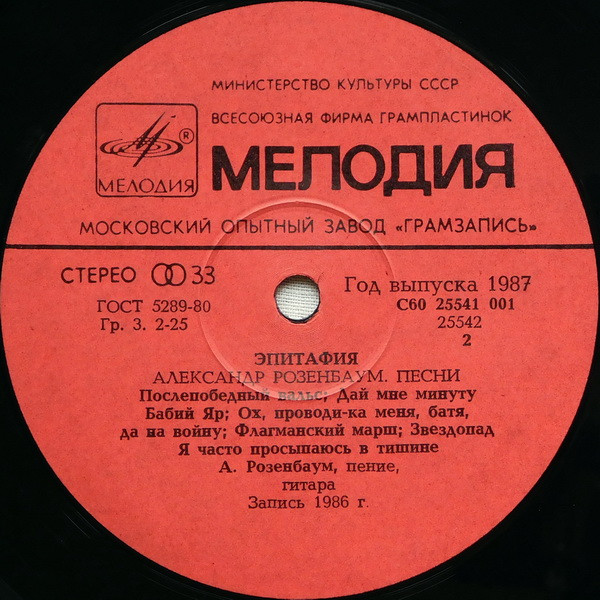 МИНИСТЕРСТВО КУЛЬТУРЫ СССР
ВСЕСОЮЗНАЯ ФИРМА ГРАМПЛАСТИНОК
®
МЕЛОДИЯ
МЕЛОДИЯ
МОСКОВСКИЙ ОПЫТНЫЙ ЗАВОД «ГРАМЗАПИСЬ»
СТЕРЕО 33
ГОСТ 5289-80
Гр. 3. 2-25
Год выпуска 1987
С60 25541 001
25542
2
ЭПИТАФИЯ
АЛЕКСАНДР РОЗЕНБАУМ. ПЕСНИ
Послепобедный вальс; Дай мне минуту
Бабий Яр; Ох, проводи-ка меня, батя,
да на войну; Флагманский марш; Звездопад
Я часто просыпаюсь в тишине
А. Розенбаум, пение,
гитара
Запись 1986 г.